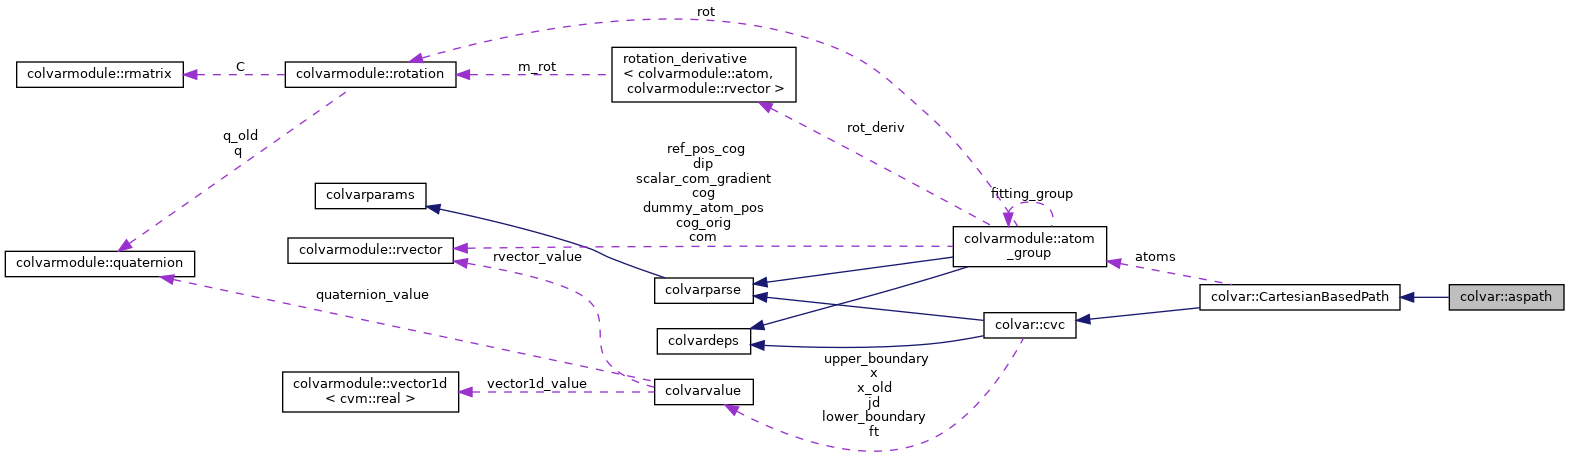 rot
colvarmodule::rmatrix
C
colvarmodule::rotation
m_rot
rotation_derivative
< colvarmodule::atom,
colvarmodule::rvector >
rot_deriv
q_old
q
ref_pos_cog
dip
scalar_com_gradient
cog
dummy_atom_pos
cog_orig
com
colvarparams
fitting_group
colvarmodule::quaternion
colvarmodule::rvector
rvector_value
colvarmodule::atom
_group
atoms
quaternion_value
colvarparse
colvar::CartesianBasedPath
colvar::aspath
colvardeps
colvar::cvc
colvarmodule::vector1d
< cvm::real >
vector1d_value
colvarvalue
upper_boundary
x
x_old
jd
lower_boundary
ft